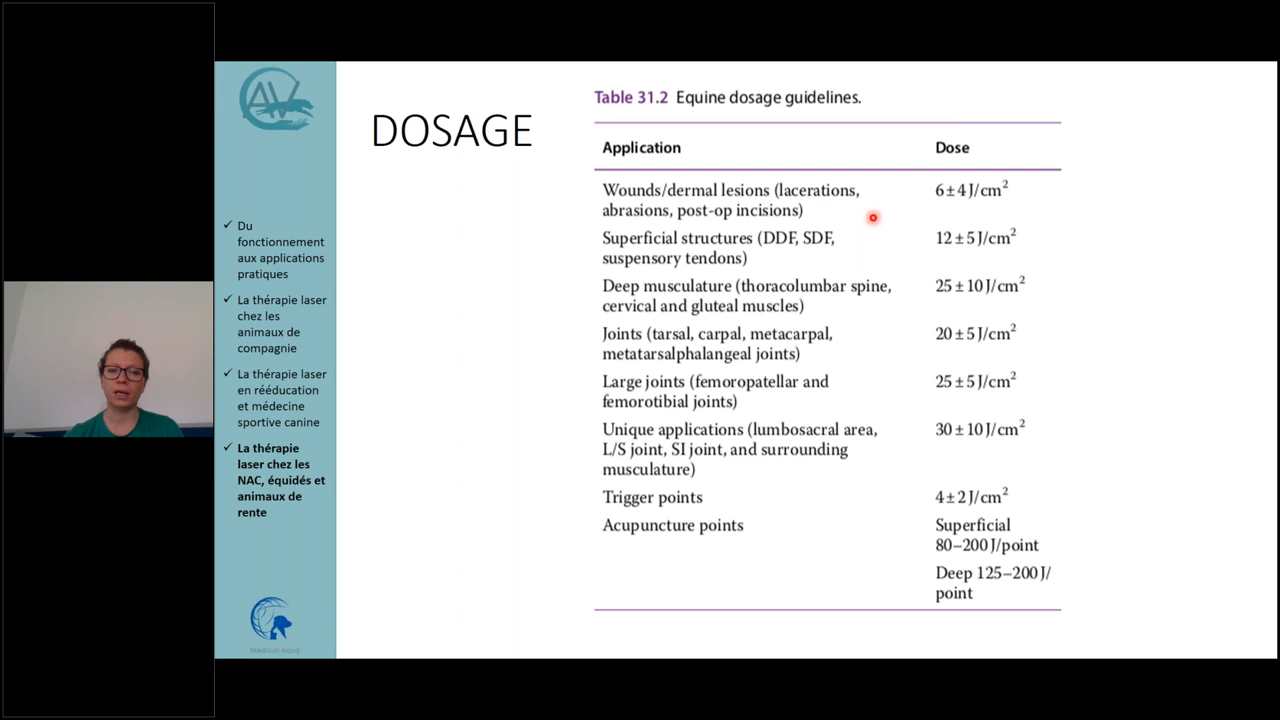 AV
✓ Du
fonctionnement
aux applications
pratiques
✓ La thérapie laser
chez les
animaux de
compagnie
✓ La thérapie laser
en rééducation
et médecine
sportive canine
✓ La thérapie
laser chez les
NAC, équidés et
animaux de
rente
Medical equip
DOSAGE
Table 31.2 Equine dosage guidelines.
Application Dose
Wounds/dermal lesions (lacerations, 6 ± 4 J/cm²
abrasions, post-op incisions)
Superficial structures (DDF, SDF, 12 ± 5 J/cm²
suspensory tendons)
Deep musculature (thoracolumbar spine, 25 ± 10 J/cm²
cervical and gluteal muscles)
Joints (tarsal, carpal, metacarpal, 20 ± 5 J/cm²
metatarsalphalangeal joints)
Large joints (femoropatellar and 25 ± 5 J/cm²
femorotibial joints)
Unique applications (lumbosacral area, 30 ± 10 J/cm²
L/S joint, SI joint, and surrounding
musculature)
Trigger points 4 ± 2 J/cm²
Acupuncture points Superficial
80–200 J/point
Deep 125–200 J/
point